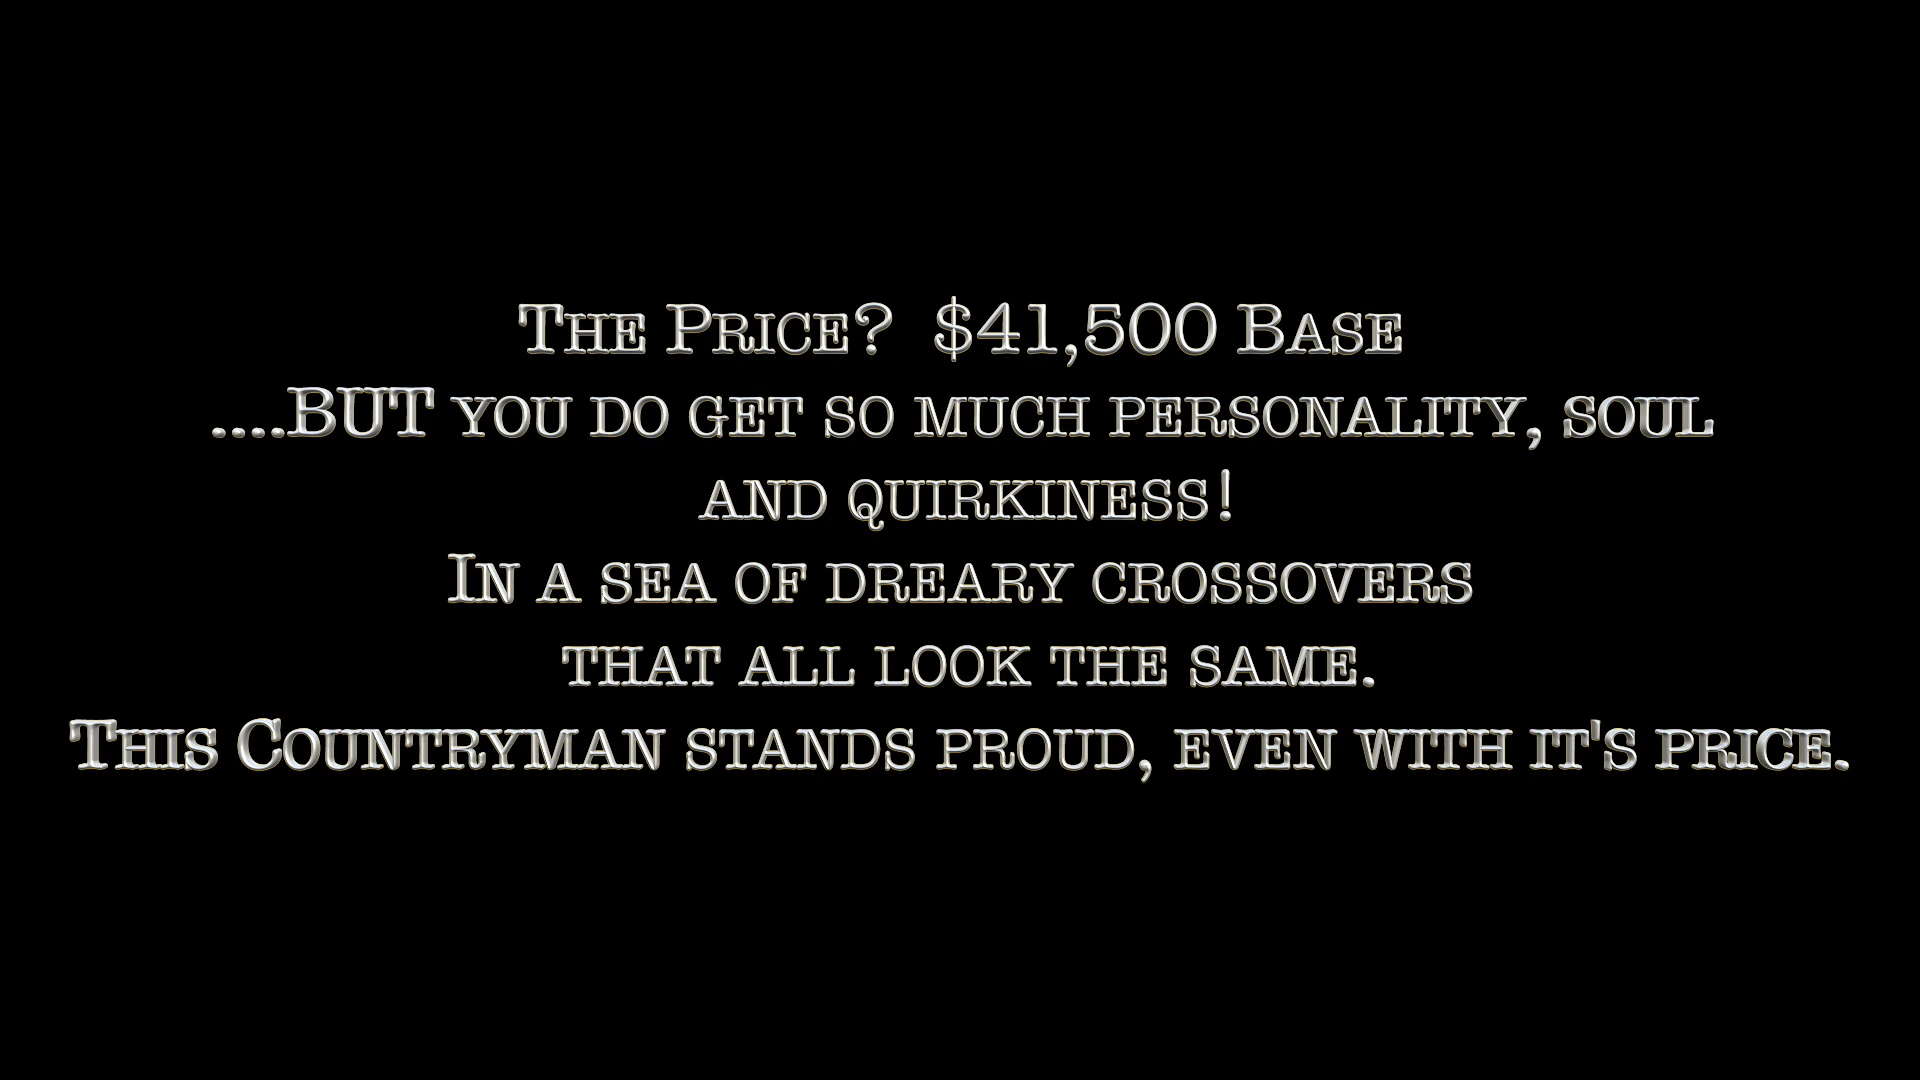 The Price?  $41,500 Base
....BUT you do get so much personality, soul
and quirkiness!
In a sea of dreary crossovers
that all look the same.
This Countryman stands proud, even with it's price.